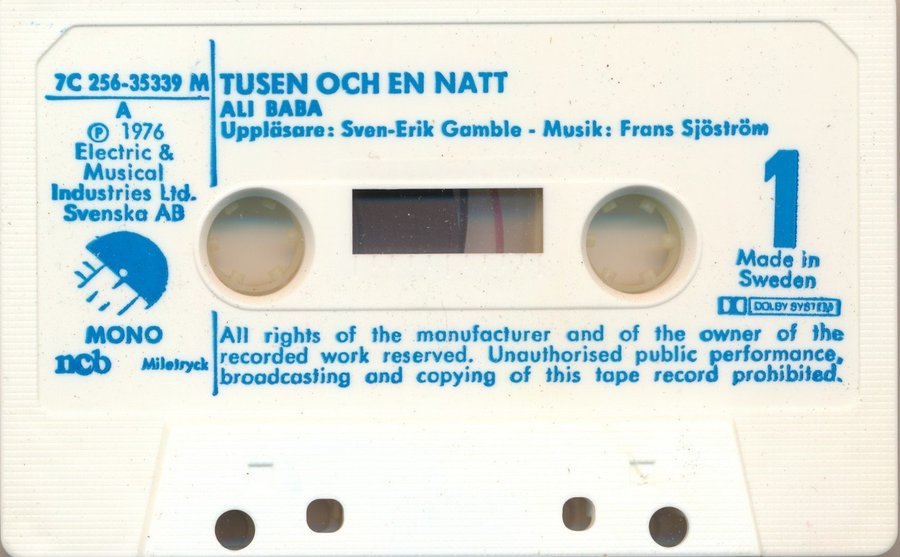 7C 256-35339 M
A
Ⓟ 1976
Electric &
Musical
Industries Ltd.
Svenska AB
MONO
ncb Miletryck
TUSEN OCH EN NATT
ALI BABA
Uppläsare: Sven-Erik Gamble - Musik: Frans Sjöström
1
Made in
Sweden
DOLBY SYSTEM
All rights of the manufacturer and of the owner of the
recorded work reserved. Unauthorised public performance,
broadcasting and copying of this tape record prohibited.